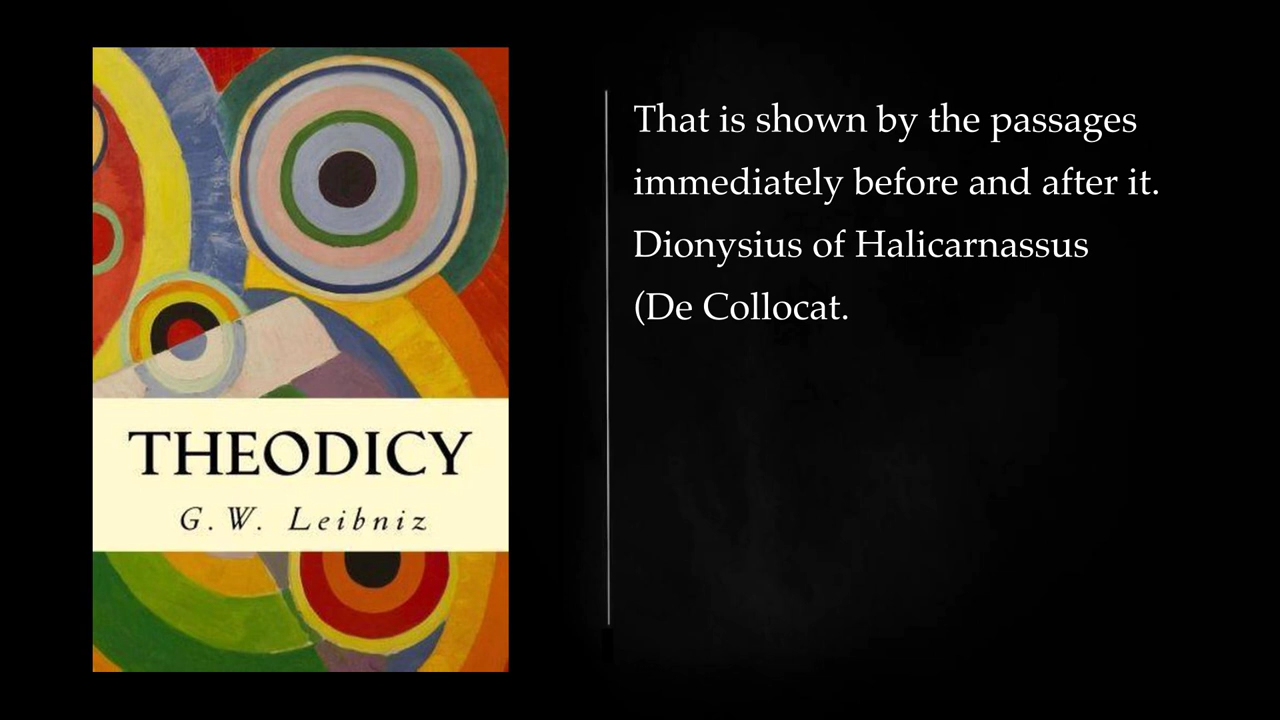 THEODICY
G. W. Leibniz
That is shown by the passages
immediately before and after it.
Dionysius of Halicarnassus
(De Collocat.